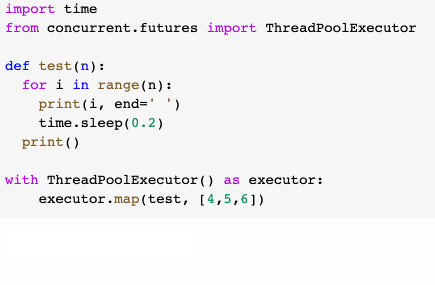 import time
from concurrent.futures import ThreadPoolExecutor

def test(n):
  for i in range(n):
    print(i, end=' ')
    time.sleep(0.2)
  print()

with ThreadPoolExecutor() as executor:
    executor.map(test, [4,5,6])